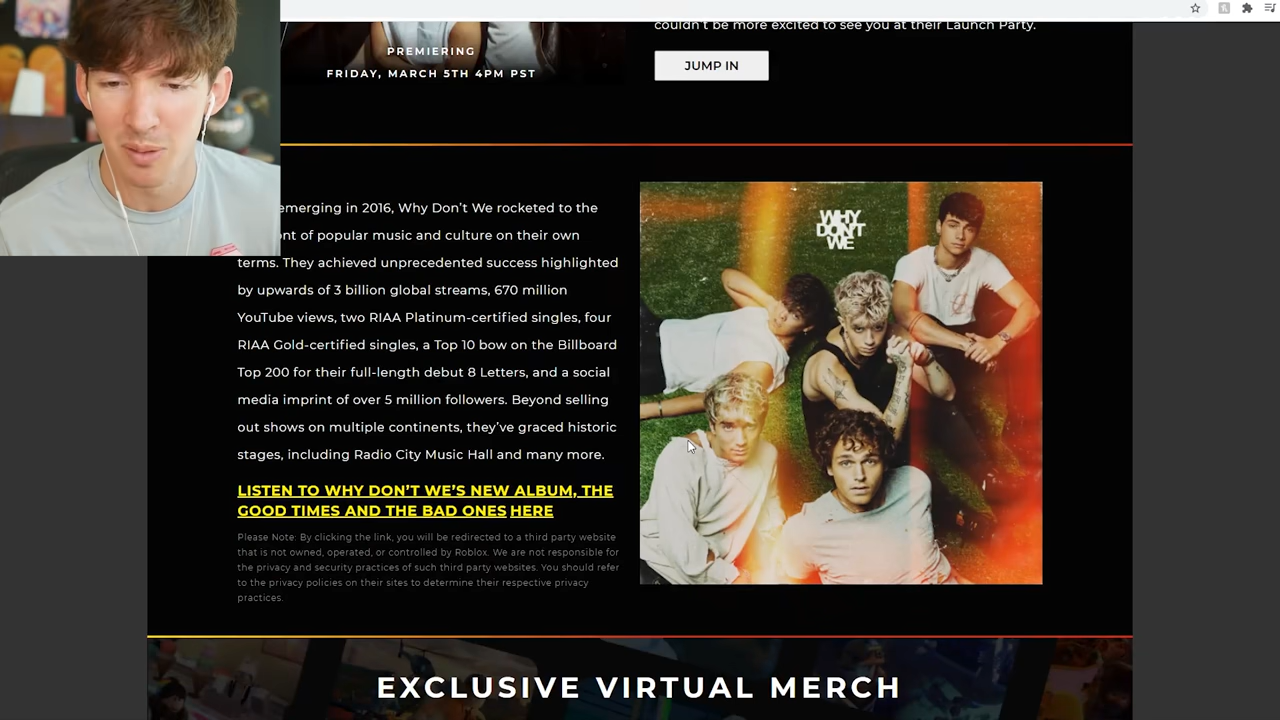 couldn't be more excited to see you at their Launch Party.
PREMIERING
FRIDAY, MARCH 5TH 4PM PST
JUMP IN
emerging in 2016, Why Don't We rocketed to the
of popular music and culture on their own
terms. They achieved unprecedented success highlighted
by upwards of 3 billion global streams, 670 million
YouTube views, two RIAA Platinum-certified singles, four
RIAA Gold-certified singles, a Top 10 bow on the Billboard
Top 200 for their full-length debut 8 Letters, and a social
media imprint of over 5 million followers. Beyond selling
out shows on multiple continents, they've graced historic
stages, including Radio City Music Hall and many more.
LISTEN TO WHY DON'T WE'S NEW ALBUM, THE
GOOD TIMES AND THE BAD ONES HERE
Please Note: By clicking the link, you will be redirected to a third party website
that is not owned, operated, or controlled by Roblox. We are not responsible for
the privacy and security practices of such third party websites. You should refer
to the privacy policies on their sites to determine their respective privacy
practices.
WHY
DON'T
WE
EXCLUSIVE VIRTUAL MERCH